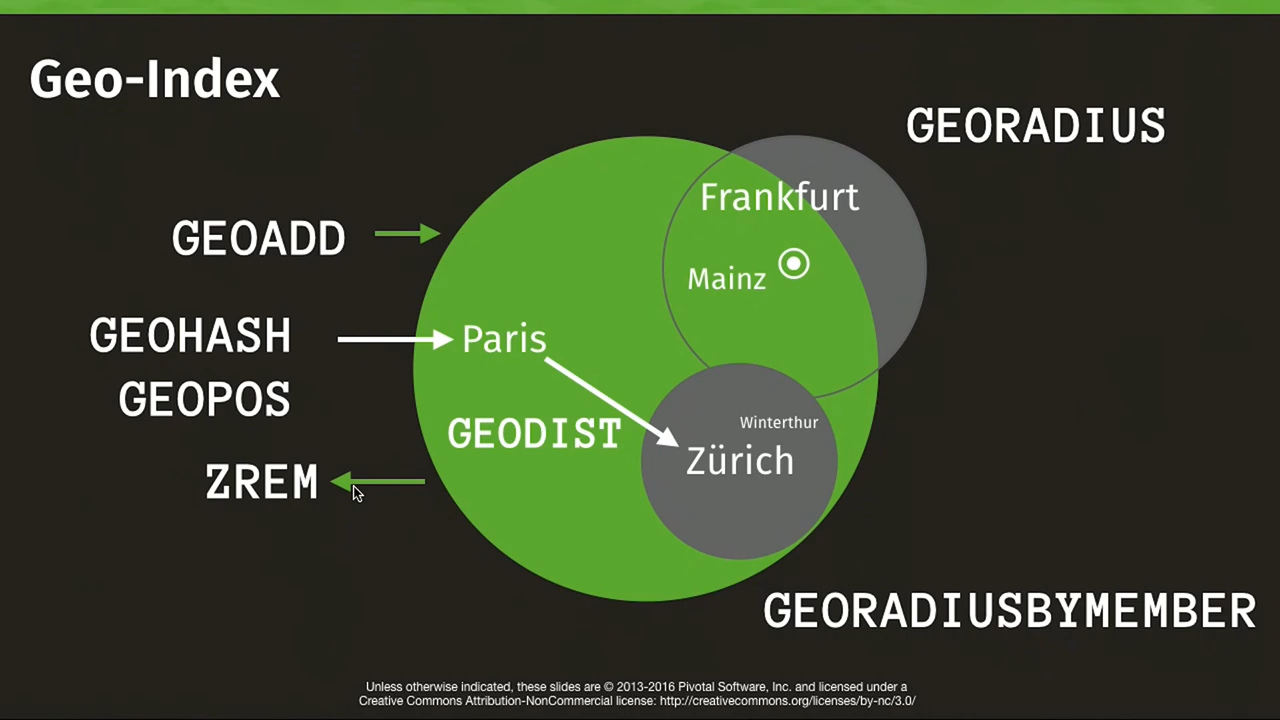 Geo-Index
GEORADIUS
Frankfurt
GEOADD
Mainz
GEOHASH
Paris
GEOPOS
Winterthur
GEODIST
Zürich
ZREM
GEORADIUSBYMEMBER
Unless otherwise indicated, these slides are © 2013-2016 Pivotal Software, Inc. and licensed under a
Creative Commons Attribution-NonCommercial license: http://creativecommons.org/licenses/by-nc/3.0/